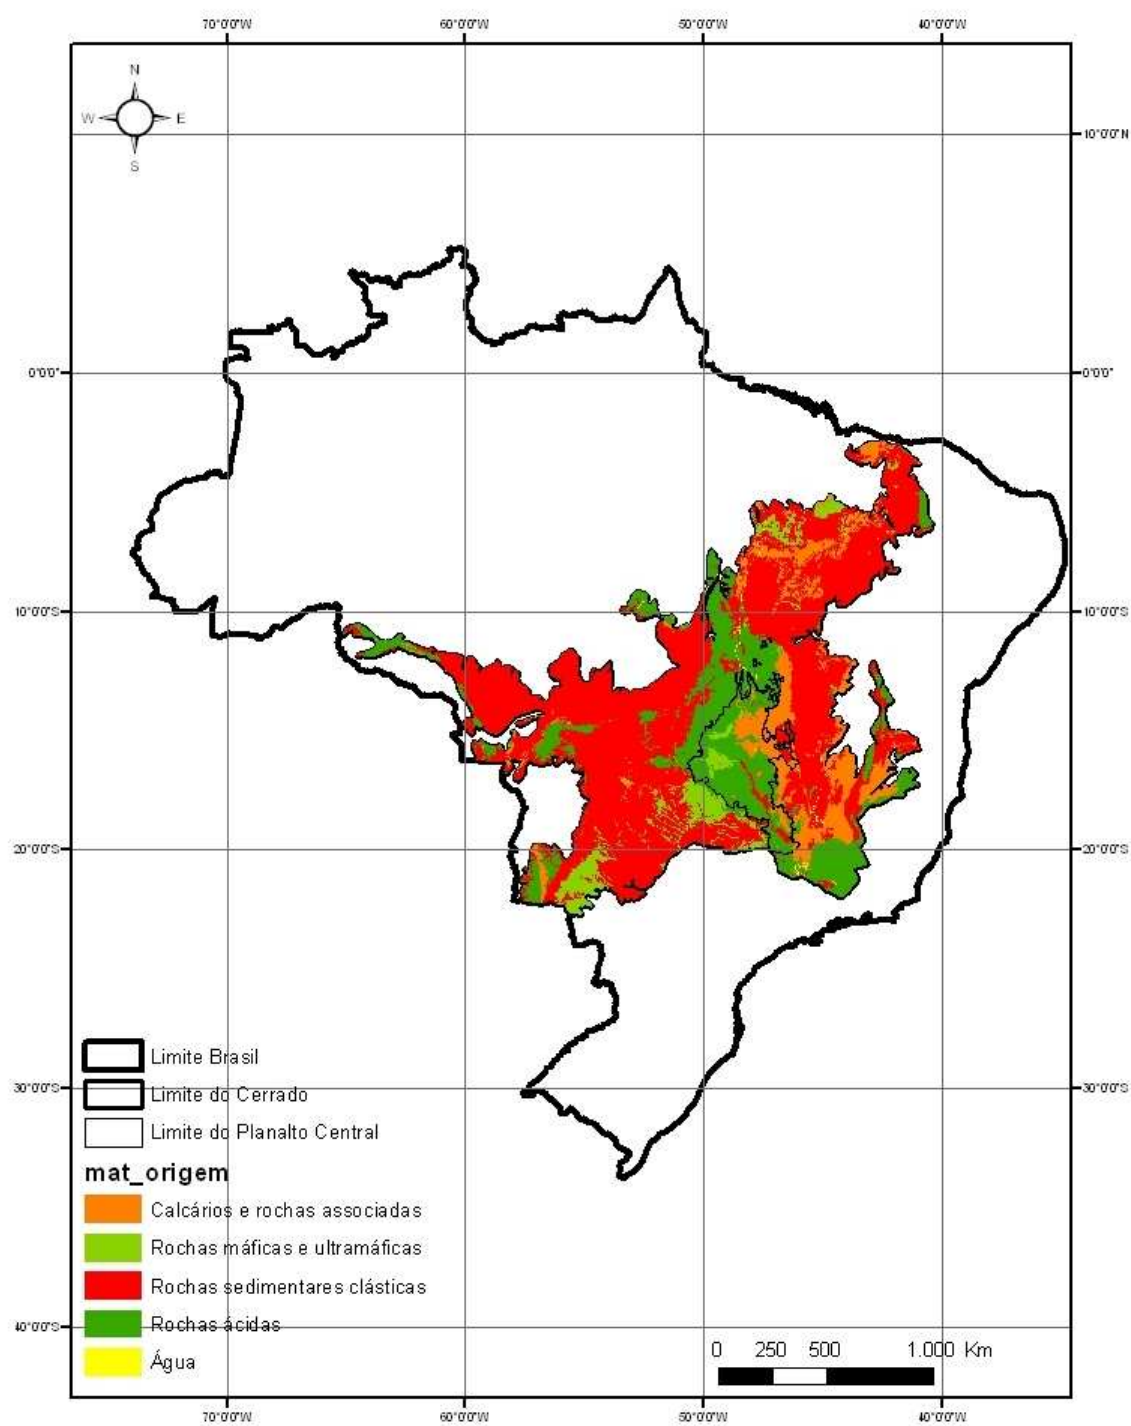 70°0'0"W 60°0'0"W 50°0'0"W 40°0'0"W
N
W E
S
10°0'0"N
0°0'0" 0°0'0"
10°0'0"S 10°0'0"S
20°0'0"S 20°0'0"S
Limite Brasil
30°0'0"S Limite do Cerrado 30°0'0"S
Limite do Planalto Central
mat_origem
Calcários e rochas associadas
Rochas máficas e ultramáficas
Rochas sedimentares clásticas
40°0'0"S Rochas ácidas 40°0'0"S
Água
0 250 500 1.000 Km
70°0'0"W 60°0'0"W 50°0'0"W 40°0'0"W